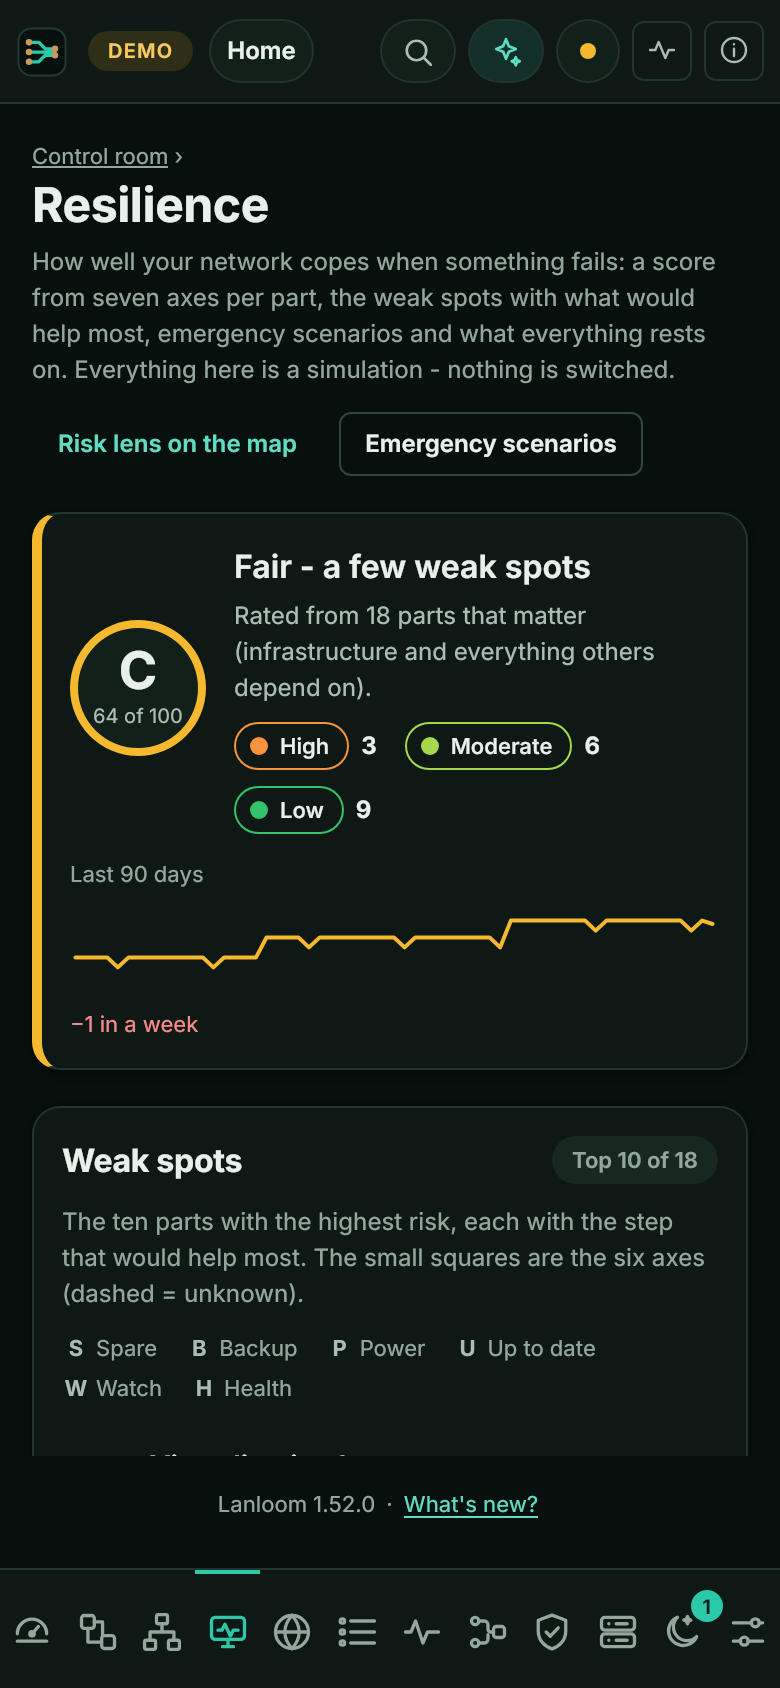 DEMO
Home
Control room ›
Resilience
How well your network copes when something fails: a score
from seven axes per part, the weak spots with what would
help most, emergency scenarios and what everything rests
on. Everything here is a simulation - nothing is switched.
Risk lens on the map
Emergency scenarios
Fair - a few weak spots
Rated from 18 parts that matter
(infrastructure and everything others
depend on).
C
64 of 100
High 3
Moderate 6
Low 9
Last 90 days
−1 in a week
Weak spots
Top 10 of 18
The ten parts with the highest risk, each with the step
that would help most. The small squares are the six axes
(dashed = unknown).
S Spare B Backup P Power U Up to date
W Watch H Health
Lanloom 1.52.0 · What's new?
1